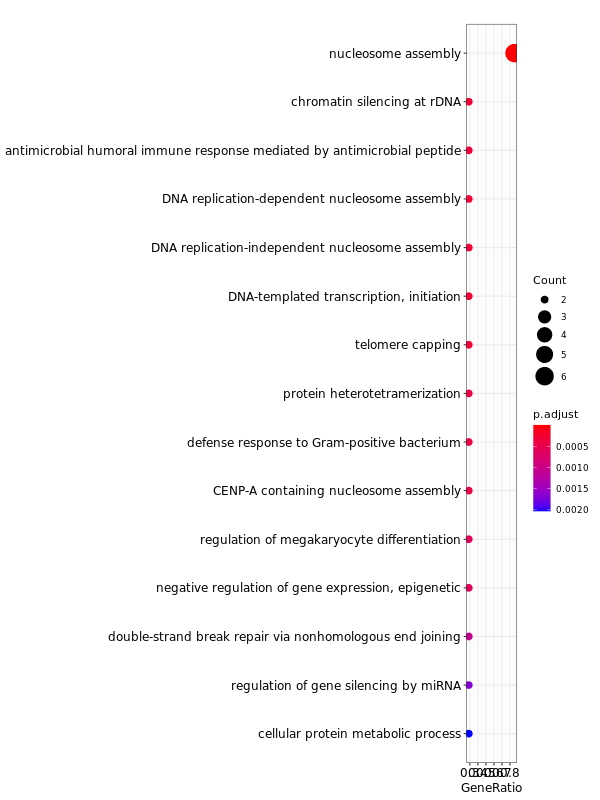 nucleosome assembly
chromatin silencing at rDNA
antimicrobial humoral immune response mediated by antimicrobial peptide
DNA replication-dependent nucleosome assembly
DNA replication-independent nucleosome assembly
DNA-templated transcription, initiation
telomere capping
protein heterotetramerization
defense response to Gram-positive bacterium
CENP-A containing nucleosome assembly
regulation of megakaryocyte differentiation
negative regulation of gene expression, epigenetic
double-strand break repair via nonhomologous end joining
regulation of gene silencing by miRNA
cellular protein metabolic process
GeneRatio
Count
2
3
4
5
6
p.adjust
0.0005
0.0010
0.0015
0.0020